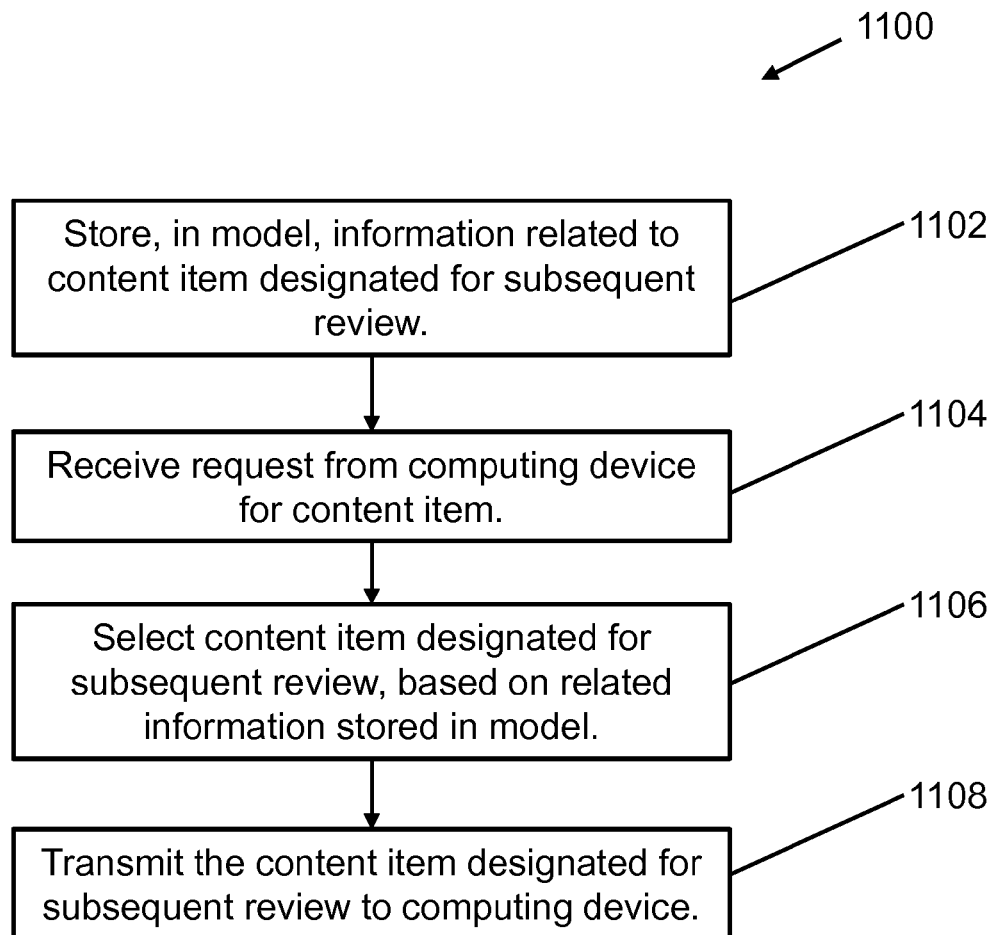 1100
Store, in model, information related to
content item designated for subsequent
review.
1102
Receive request from computing device
for content item.
1104
Select content item designated for
subsequent review, based on related
information stored in model.
1106
Transmit the content item designated for
subsequent review to computing device.
1108